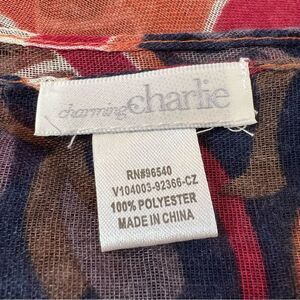 charming charlie
RN#96540
V104003-92366-CZ
100% POLYESTER
MADE IN CHINA